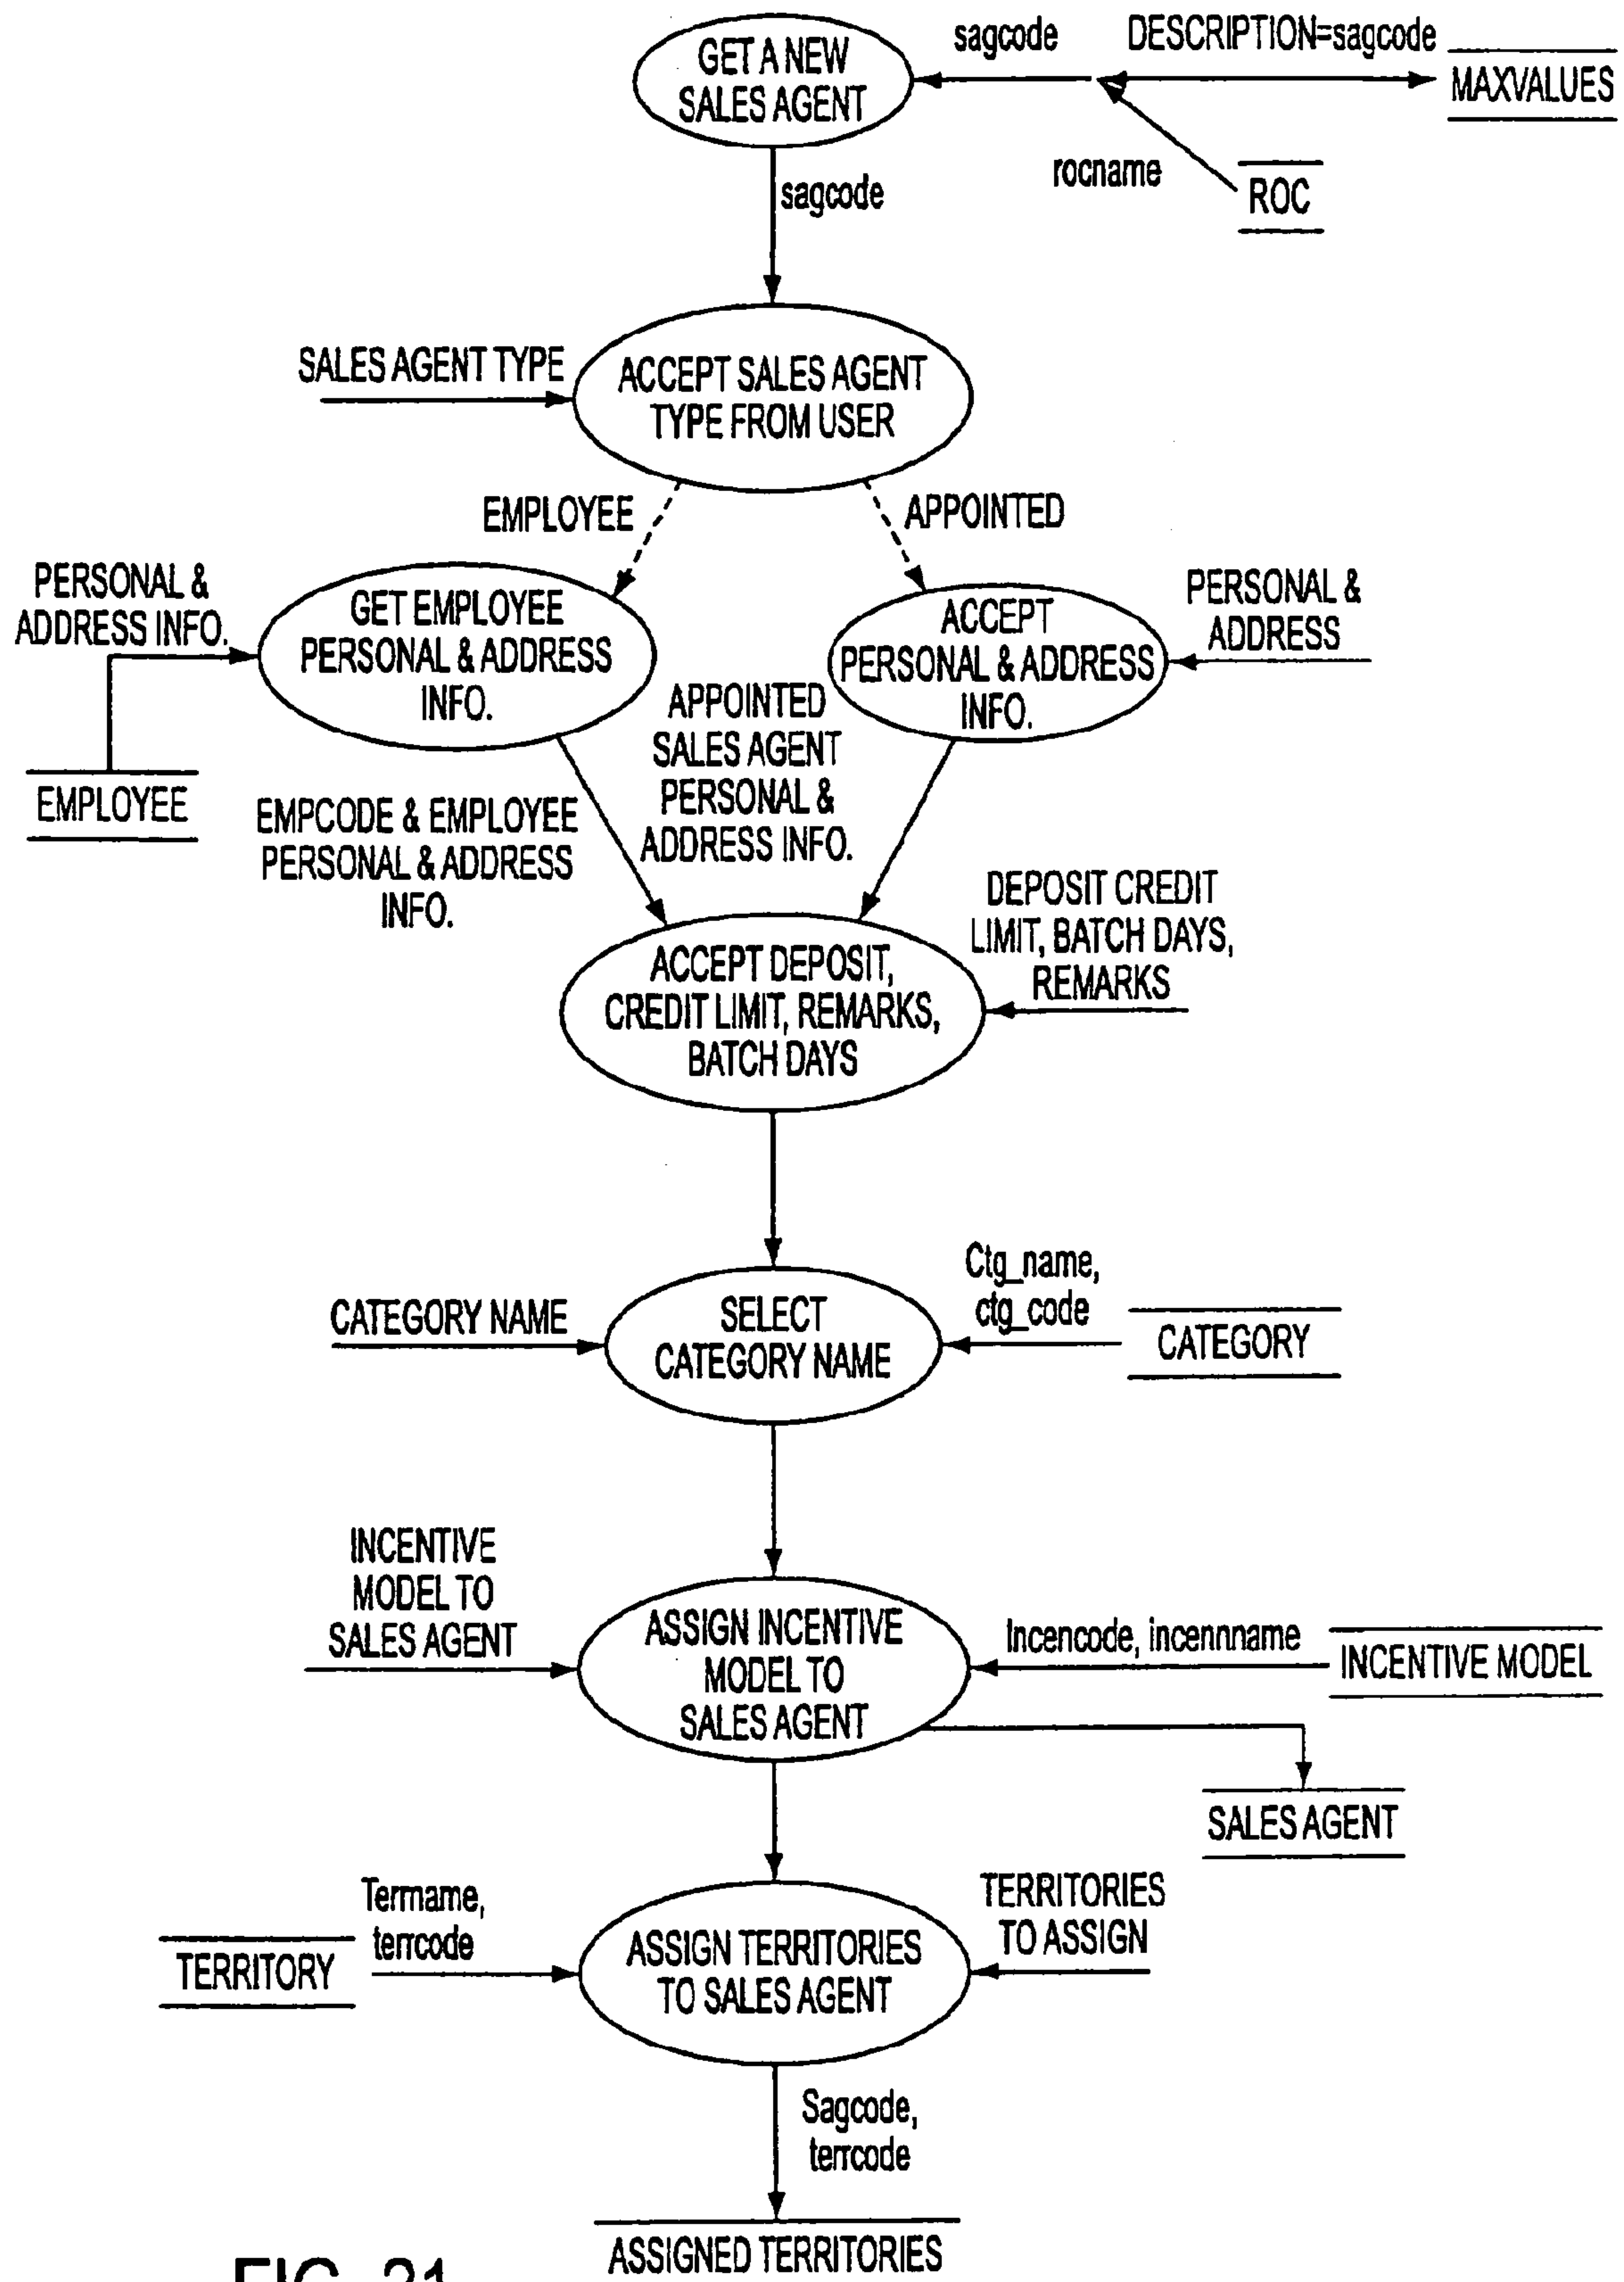 GET A NEW
SALES AGENT
sagcode
DESCRIPTION=sagcode
MAXVALUES
rocname
ROC
sagcode
SALES AGENT TYPE
ACCEPT SALES AGENT
TYPE FROM USER
EMPLOYEE
APPOINTED
PERSONAL &
ADDRESS INFO.
GET EMPLOYEE
PERSONAL & ADDRESS
INFO.
ACCEPT
PERSONAL & ADDRESS
INFO.
PERSONAL &
ADDRESS
EMPLOYEE
EMPCODE & EMPLOYEE
PERSONAL & ADDRESS
INFO.
APPOINTED
SALES AGENT
PERSONAL &
ADDRESS INFO.
ACCEPT DEPOSIT,
CREDIT LIMIT, REMARKS,
BATCH DAYS
DEPOSIT CREDIT
LIMIT, BATCH DAYS,
REMARKS
CATEGORY NAME
SELECT
CATEGORY NAME
Ctg_name,
ctg_code
CATEGORY
INCENTIVE
MODEL TO
SALES AGENT
ASSIGN INCENTIVE
MODEL TO
SALES AGENT
Incencode, incennname
INCENTIVE MODEL
SALES AGENT
TERRITORY
Terrname,
terrcode
ASSIGN TERRITORIES
TO SALES AGENT
TERRITORIES
TO ASSIGN
Sagcode,
terrcode
ASSIGNED TERRITORIES
FIG. 21